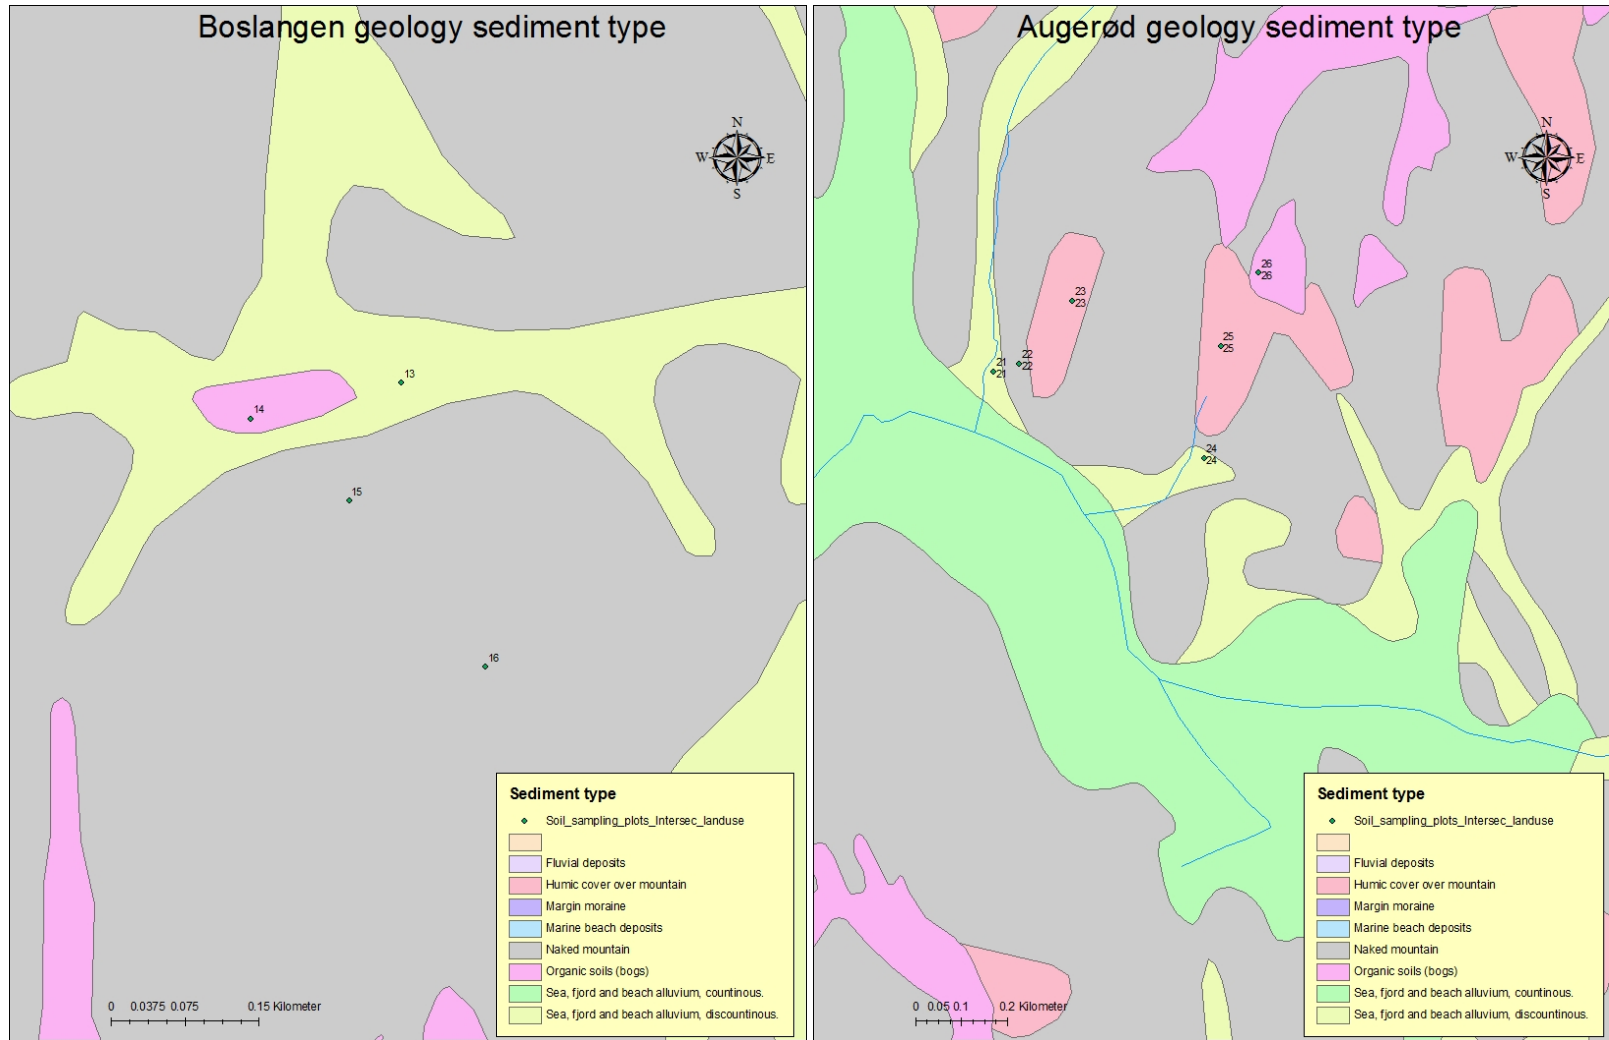 Boslangen geology sediment type
N
W E
S
13
14
15
16
Sediment type
Soil_sampling_plots_Intersec_landuse
Fluvial deposits
Humic cover over mountain
Margin moraine
Marine beach deposits
Naked mountain
Organic soils (bogs)
Sea, fjord and beach alluvium, countinous.
Sea, fjord and beach alluvium, discountinous.
0 0.0375 0.075 0.15 Kilometer
Augerød geology sediment type
N
W E
S
26
26
23
23
25
25
22
22
21
21
24
24
Sediment type
Soil_sampling_plots_Intersec_landuse
Fluvial deposits
Humic cover over mountain
Margin moraine
Marine beach deposits
Naked mountain
Organic soils (bogs)
Sea, fjord and beach alluvium, countinous.
Sea, fjord and beach alluvium, discountinous.
0 0.05 0.1 0.2 Kilometer